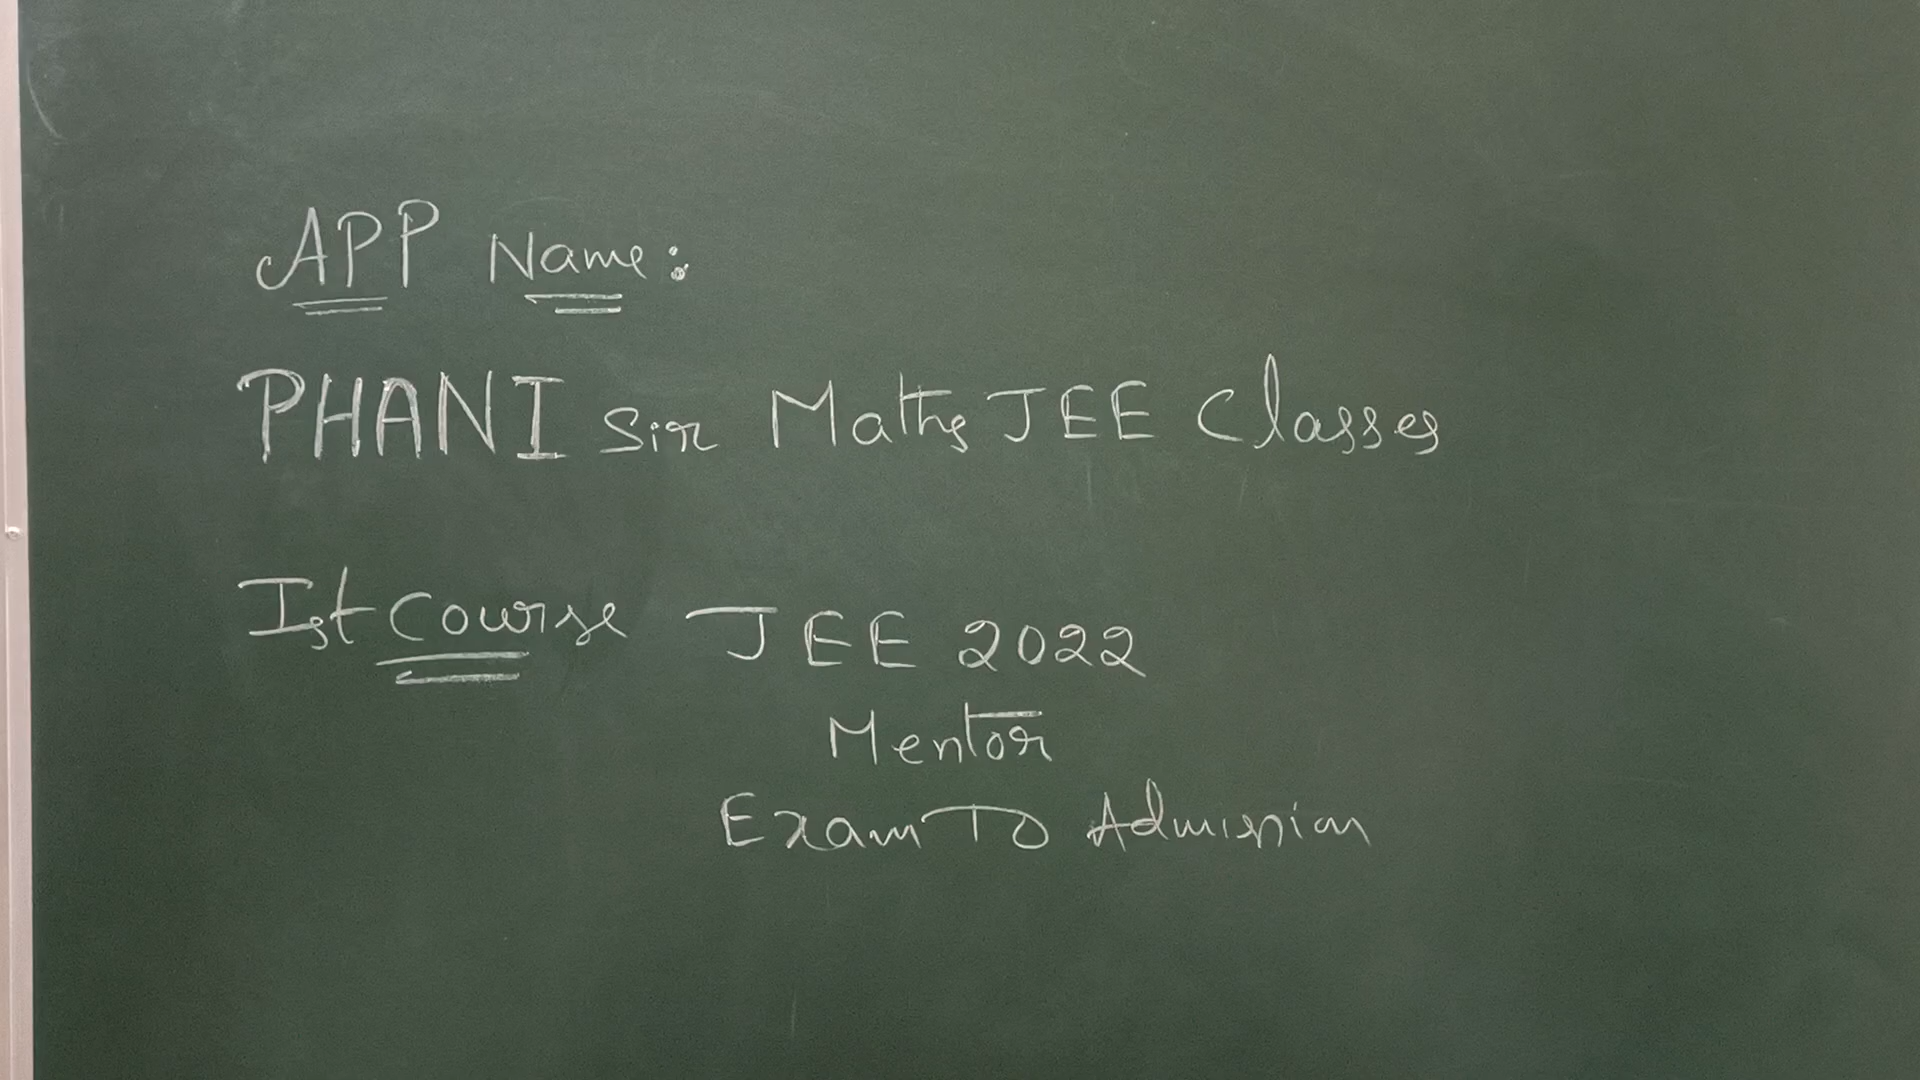 APP Name:
PHANI Sir Maths JEE Classes
Ist Course JEE 2022
Mentor
Exam To Admission